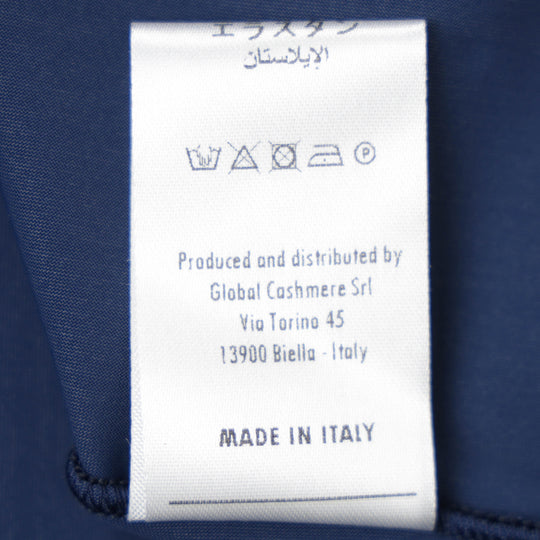 エラスタン
الإيلاستان
P
Produced and distributed by
Global Cashmere Srl
Via Torino 45
13900 Biella - Italy
MADE IN ITALY